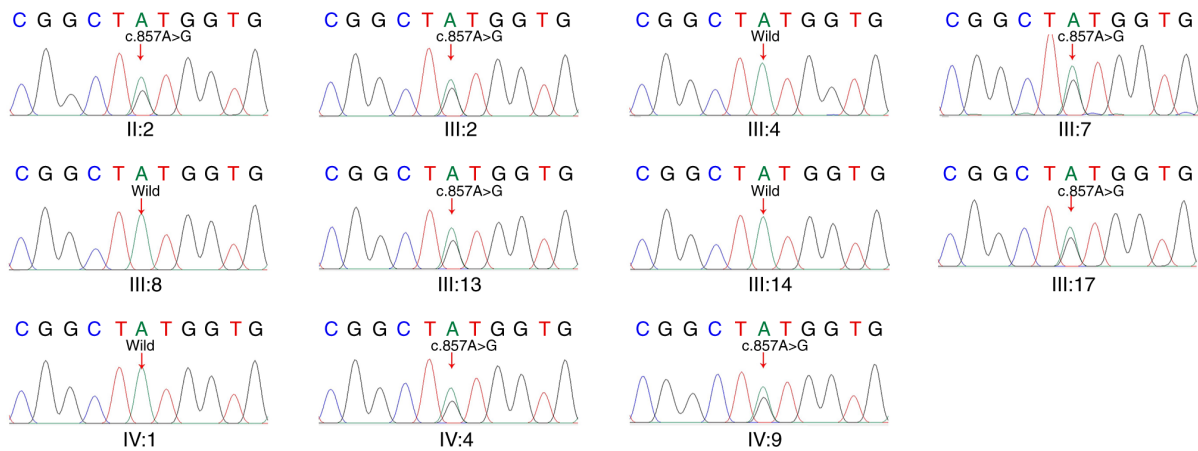 C G G C T A T G G T G
c.857A>G
II:2
C G G C T A T G G T G
c.857A>G
III:2
C G G C T A T G G T G
Wild
III:4
C G G C T A T G G T G
c.857A>G
III:7
C G G C T A T G G T G
Wild
III:8
C G G C T A T G G T G
c.857A>G
III:13
C G G C T A T G G T G
Wild
III:14
C G G C T A T G G T G
c.857A>G
III:17
C G G C T A T G G T G
Wild
IV:1
C G G C T A T G G T G
c.857A>G
IV:4
C G G C T A T G G T G
c.857A>G
IV:9